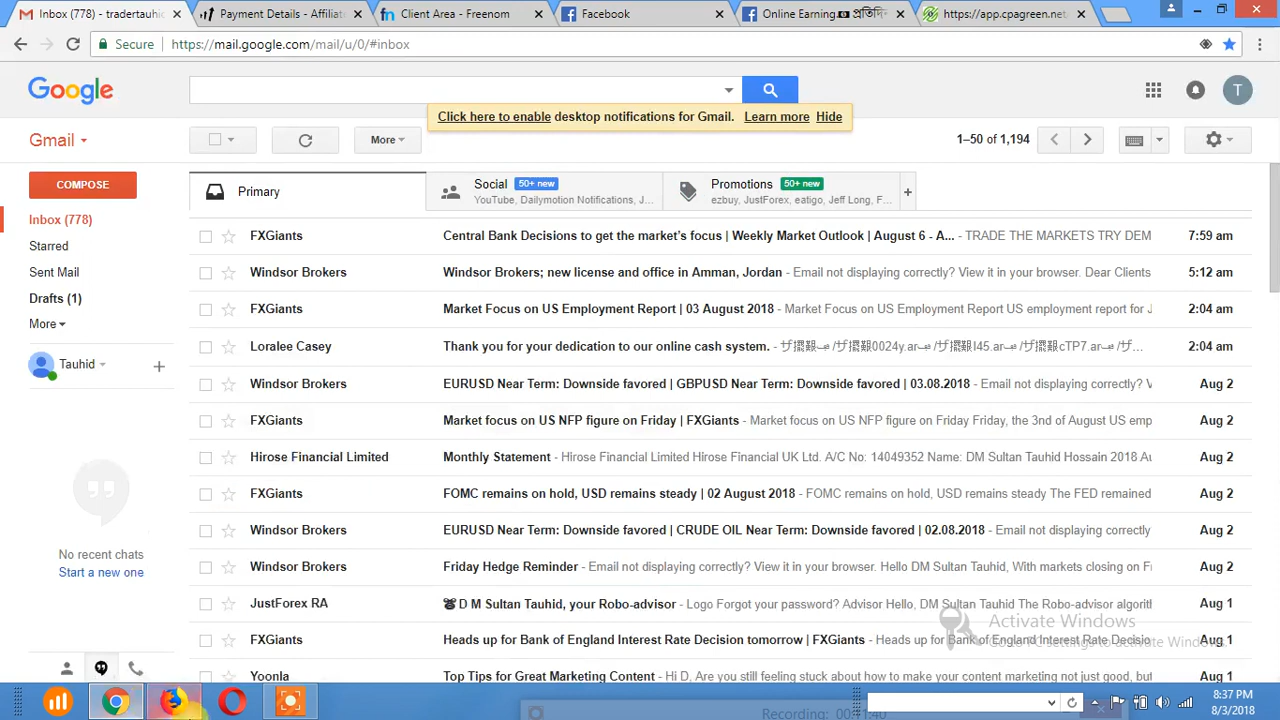 Inbox (778) - tradertauhic
Payment Details - Affiliat
Client Area - Freenom
Facebook
Online Earning.
https://app.cpagreen.net
Secure
https://mail.google.com/mail/u/0/#inbox
Google
T
Click here to enable desktop notifications for Gmail. Learn more Hide
Gmail
More
1–50 of 1,194
COMPOSE
Inbox (778)
Starred
Sent Mail
Drafts (1)
More
Tauhid
No recent chats
Start a new one
Primary
Social 50+ new
YouTube, Dailymotion Notifications, J...
Promotions 50+ new
ezbuy, JustForex, eatigo, Jeff Long, F...
FXGiants Central Bank Decisions to get the market's focus | Weekly Market Outlook | August 6 - A... - TRADE THE MARKETS TRY DEM 7:59 am
Windsor Brokers Windsor Brokers; new license and office in Amman, Jordan - Email not displaying correctly? View it in your browser. Dear Clients 5:12 am
FXGiants Market Focus on US Employment Report | 03 August 2018 - Market Focus on US Employment Report US employment report for J 2:04 am
Loralee Casey Thank you for your dedication to our online cash system. - 2:04 am
Windsor Brokers EURUSD Near Term: Downside favored | GBPUSD Near Term: Downside favored | 03.08.2018 - Email not displaying correctly? V Aug 2
FXGiants Market focus on US NFP figure on Friday | FXGiants - Market focus on US NFP figure on Friday Friday, the 3nd of August US emp Aug 2
Hirose Financial Limited Monthly Statement - Hirose Financial Limited Hirose Financial UK Ltd. A/C No: 14049352 Name: DM Sultan Tauhid Hossain 2018 Au Aug 2
FXGiants FOMC remains on hold, USD remains steady | 02 August 2018 - FOMC remains on hold, USD remains steady The FED remained Aug 2
Windsor Brokers EURUSD Near Term: Downside favored | CRUDE OIL Near Term: Downside favored | 02.08.2018 - Email not displaying correctly Aug 2
Windsor Brokers Friday Hedge Reminder - Email not displaying correctly? View it in your browser. Hello DM Sultan Tauhid, With markets closing on Fri Aug 2
JustForex RA D M Sultan Tauhid, your Robo-advisor - Logo Forgot your password? Advisor Hello, DM Sultan Tauhid The Robo-advisor algorith Aug 1
FXGiants Heads up for Bank of England Interest Rate Decision tomorrow | FXGiants - Heads up for Bank of England Interest Rate Decisio Aug 1
Yoonla Top Tips for Great Marketing Content - Hi D, Are you still feeling stuck about how to make your content marketing not just good, but Aug 1
Activate Windows
Go to PC settings to activate Windows.
Recording: 00:11:40
8:37 PM
8/3/2018